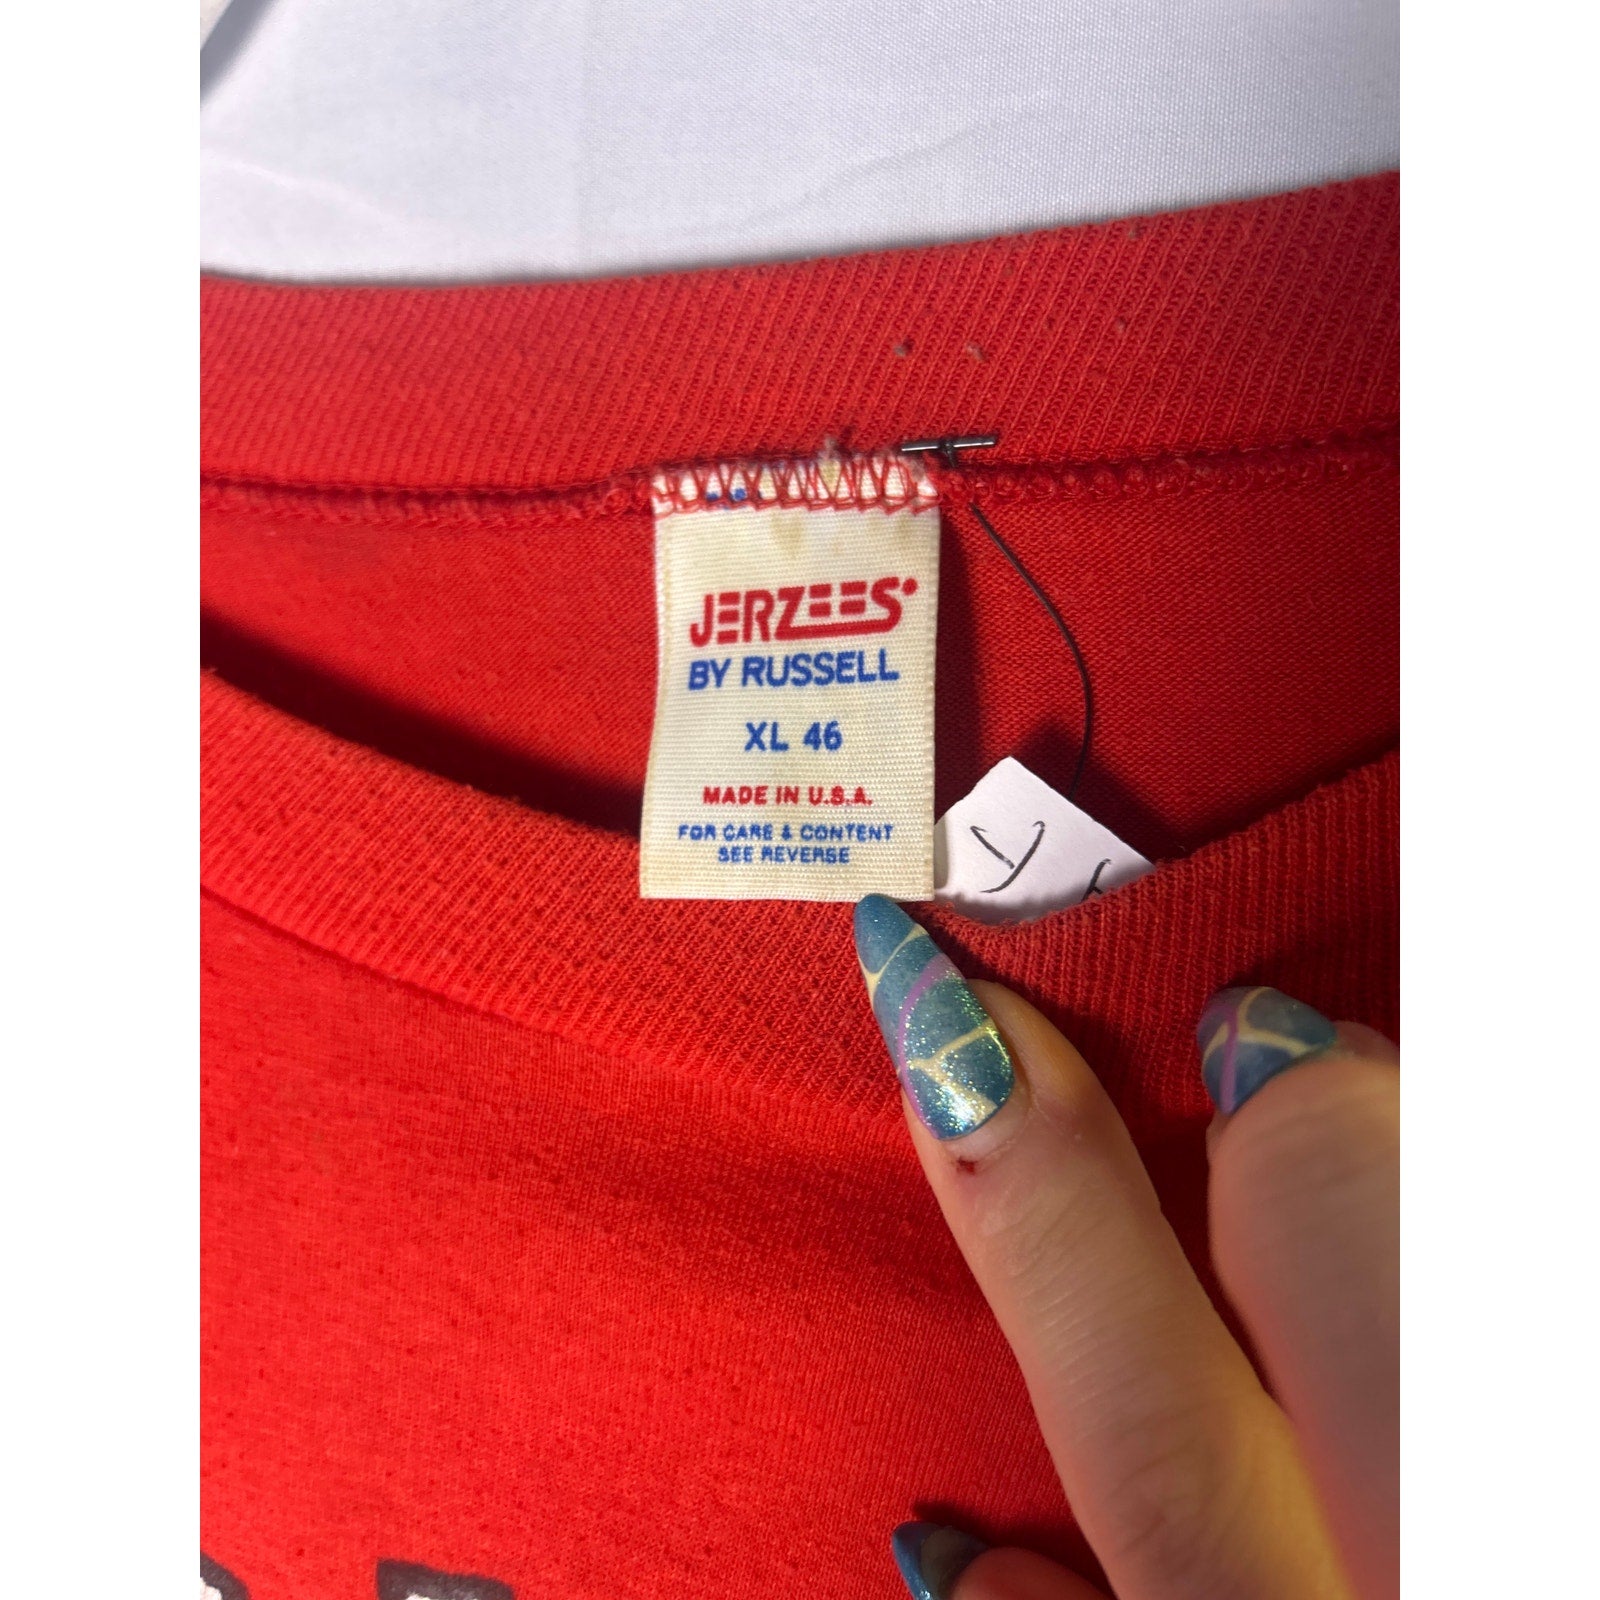 JERZEES
BY RUSSELL
XL 46
MADE IN U.S.A.
FOR CARE & CONTENT
SEE REVERSE